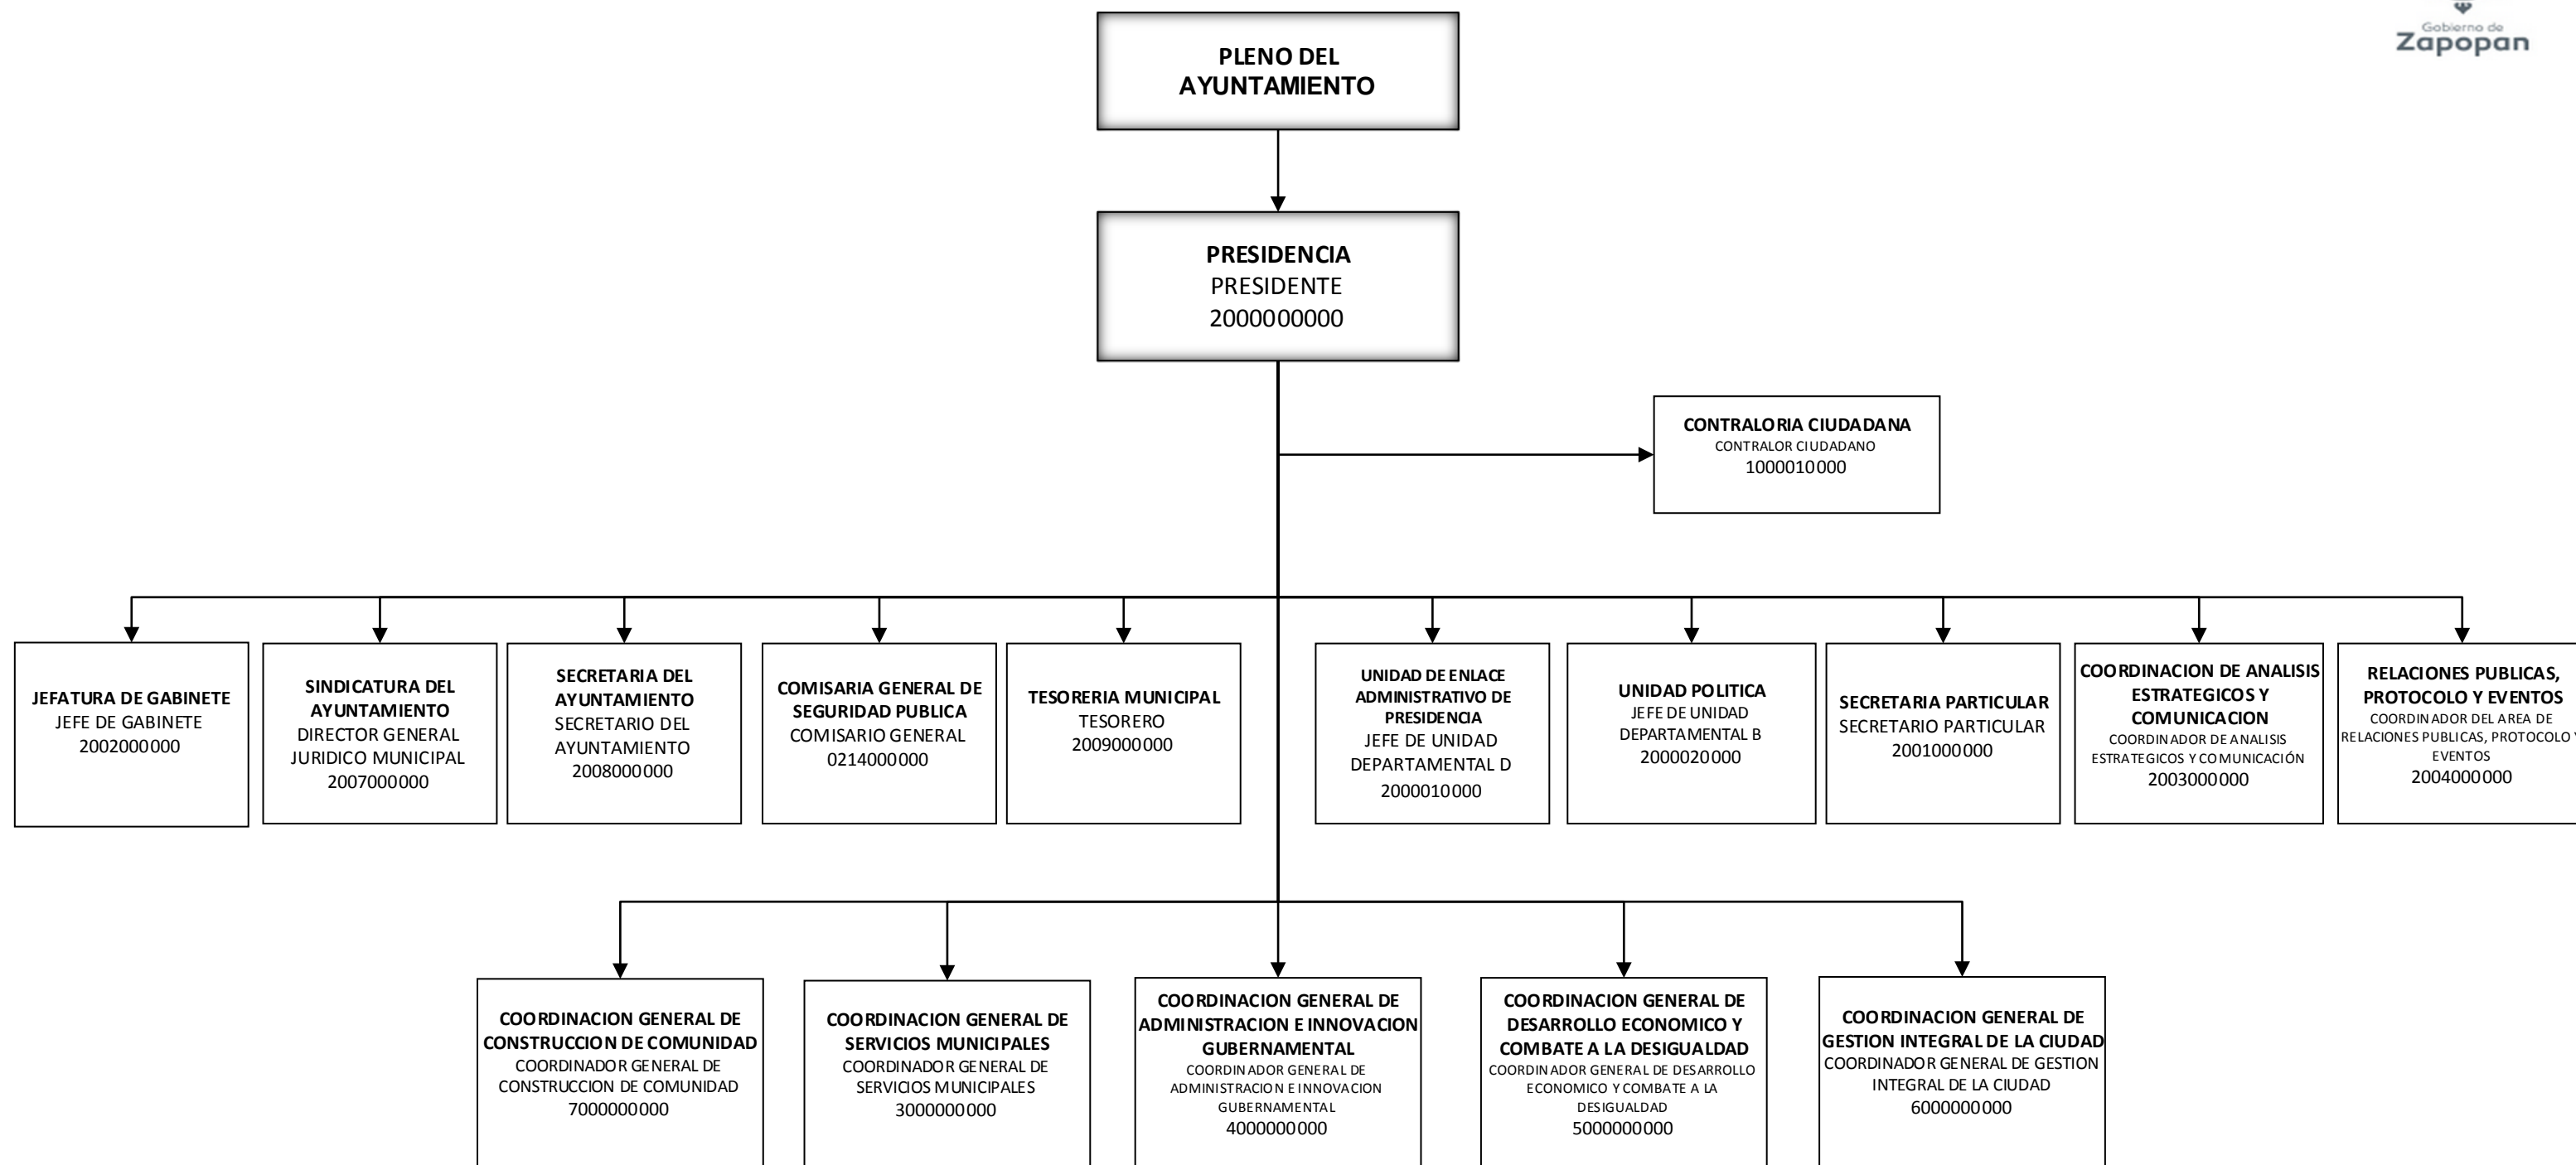 Gobierno de
Zapopan
PLENO DEL
AYUNTAMIENTO
PRESIDENCIA
PRESIDENTE
2000000000
CONTRALORIA CIUDADANA
CONTRALOR CIUDADANO
1000010000
JEFATURA DE GABINETE
JEFE DE GABINETE
2002000000
SINDICATURA DEL
AYUNTAMIENTO
DIRECTOR GENERAL
JURIDICO MUNICIPAL
2007000000
SECRETARIA DEL
AYUNTAMIENTO
SECRETARIO DEL
AYUNTAMIENTO
2008000000
COMISARIA GENERAL DE
SEGURIDAD PUBLICA
COMISARIO GENERAL
0214000000
TESORERIA MUNICIPAL
TESORERO
2009000000
UNIDAD DE ENLACE
ADMINISTRATIVO DE
PRESIDENCIA
JEFE DE UNIDAD
DEPARTAMENTAL D
2000010000
UNIDAD POLITICA
JEFE DE UNIDAD
DEPARTAMENTAL B
2000020000
SECRETARIA PARTICULAR
SECRETARIO PARTICULAR
2001000000
COORDINACION DE ANALISIS
ESTRATEGICOS Y
COMUNICACION
COORDINADOR DE ANALISIS
ESTRATEGICOS Y COMUNICACIÓN
2003000000
RELACIONES PUBLICAS,
PROTOCOLO Y EVENTOS
COORDINADOR DEL AREA DE
RELACIONES PUBLICAS, PROTOCOLO Y
EVENTOS
2004000000
COORDINACION GENERAL DE
CONSTRUCCION DE COMUNIDAD
COORDINADOR GENERAL DE
CONSTRUCCION DE COMUNIDAD
7000000000
COORDINACION GENERAL DE
SERVICIOS MUNICIPALES
COORDINADOR GENERAL DE
SERVICIOS MUNICIPALES
3000000000
COORDINACION GENERAL DE
ADMINISTRACION E INNOVACION
GUBERNAMENTAL
COORDINADOR GENERAL DE
ADMINISTRACION E INNOVACION
GUBERNAMENTAL
4000000000
COORDINACION GENERAL DE
DESARROLLO ECONOMICO Y
COMBATE A LA DESIGUALDAD
COORDINADOR GENERAL DE DESARROLLO
ECONOMICO Y COMBATE A LA
DESIGUALDAD
5000000000
COORDINACION GENERAL DE
GESTION INTEGRAL DE LA CIUDAD
COORDINADOR GENERAL DE GESTION
INTEGRAL DE LA CIUDAD
6000000000